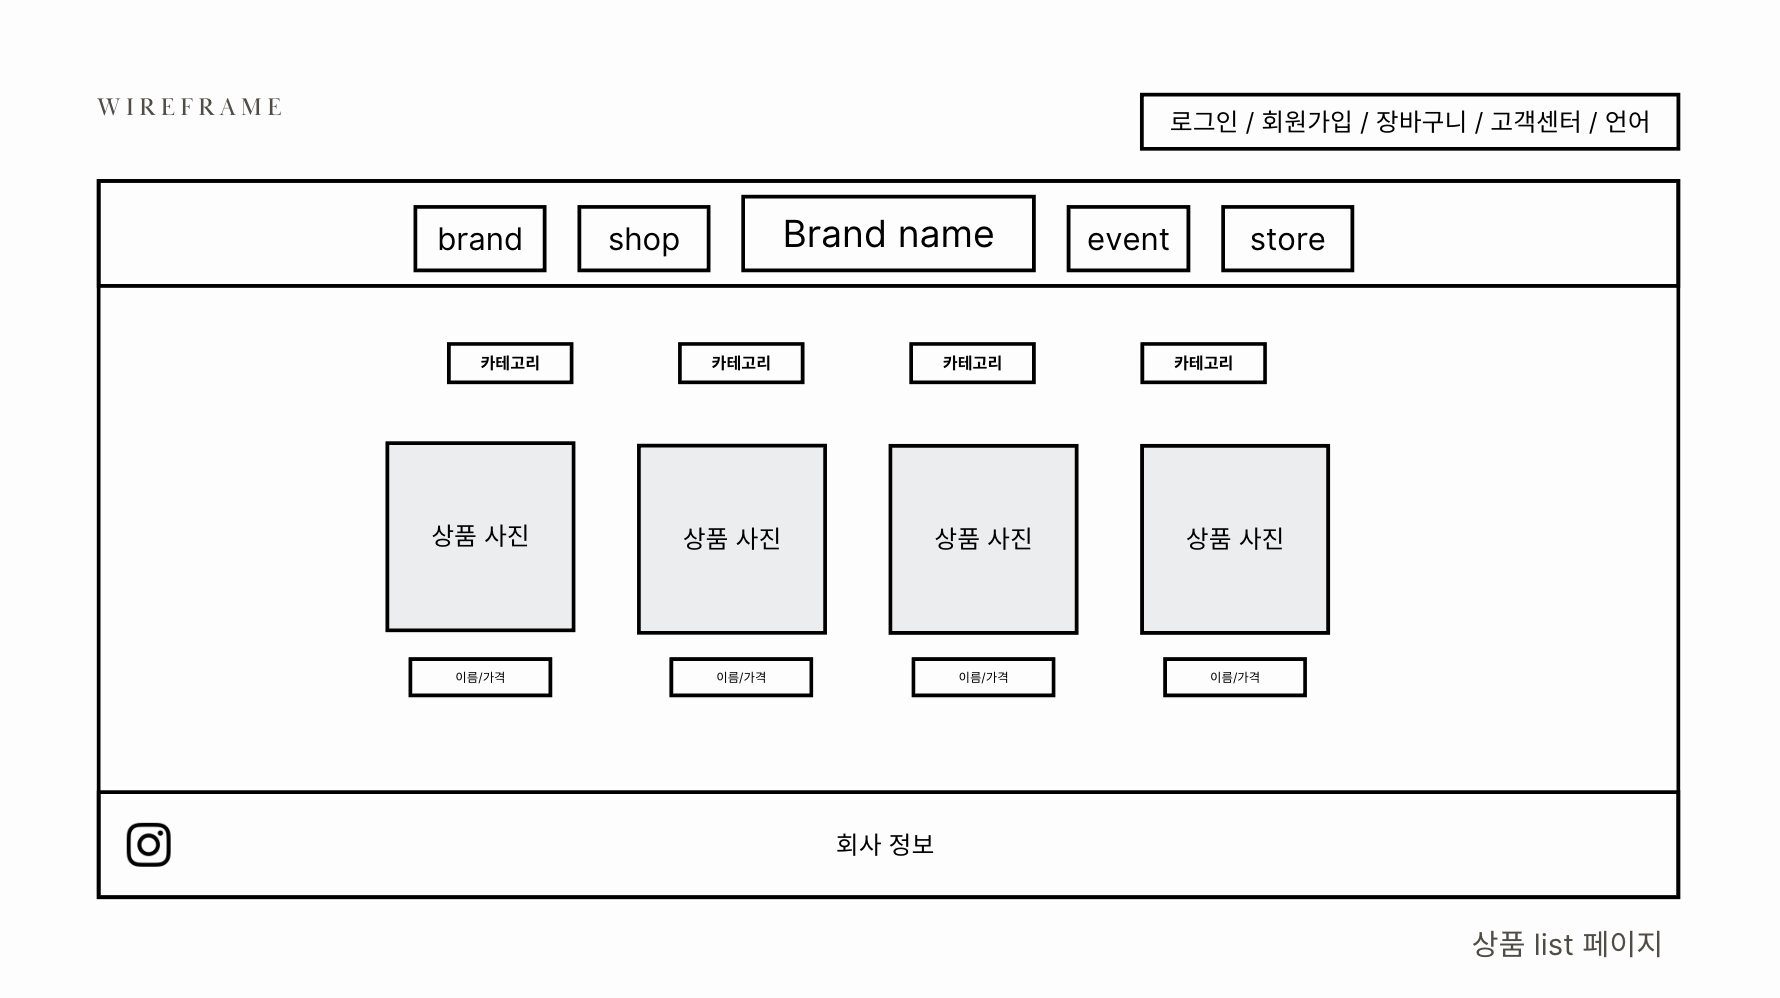 WIREFRAME
로그인 / 회원가입 / 장바구니 / 고객센터 / 언어
brand
shop
Brand name
event
store
카테고리
카테고리
카테고리
카테고리
상품 사진
상품 사진
상품 사진
상품 사진
이름/가격
이름/가격
이름/가격
이름/가격
회사 정보
상품 list 페이지